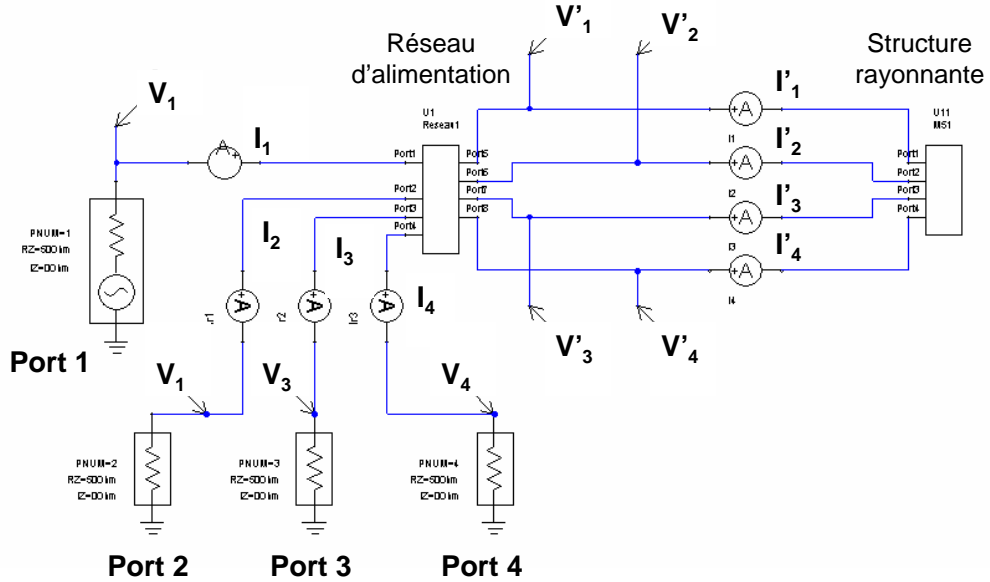 V'1
V'2
Réseau
d'alimentation
Structure
rayonnante
V1
I1
U1
Reseau1
Port1
Port2
Port3
Port4
Port5
Port6
Port7
Port8
I'1
I1
I'2
I2
I'3
I3
I'4
I4
U11
MS1
Port1
Port2
Port3
Port4
A
A
A
A
A
PNUM=1
RZ=50Ohm
IZ=0Ohm
Port 1
I2
I3
I4
A
A
A
r2
Ir3
V'3
V'4
V1
V3
V4
PNUM=2
RZ=50Ohm
IZ=0Ohm
PNUM=3
RZ=50Ohm
IZ=0Ohm
PNUM=4
RZ=50Ohm
IZ=0Ohm
Port 2
Port 3
Port 4